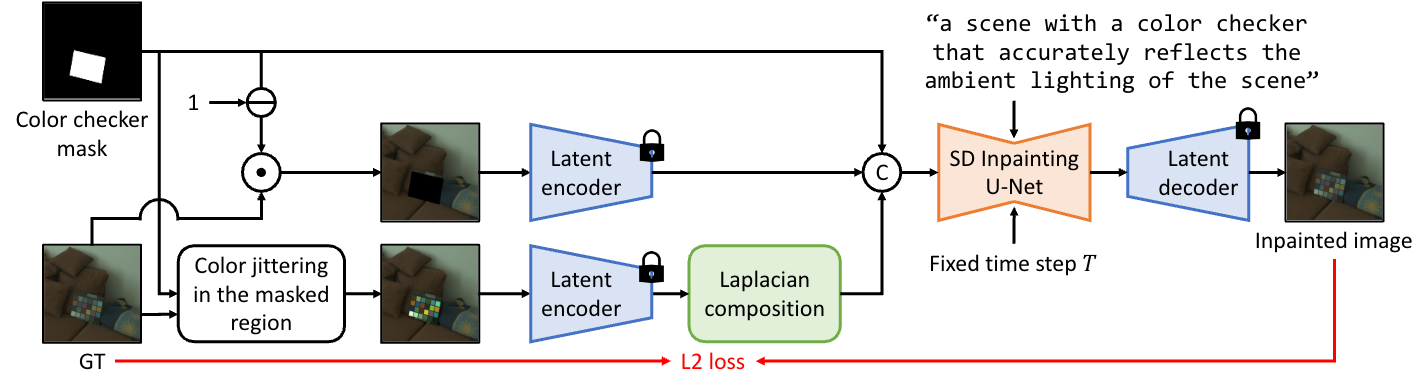 “a scene with a color checker
that accurately reflects the
ambient lighting of the scene”
1
Color checker
mask
Latent
encoder
C
SD Inpainting
U-Net
Latent
decoder
Inpainted image
Color jittering
in the masked
region
Latent
encoder
Laplacian
composition
Fixed time step T
GT
L2 loss